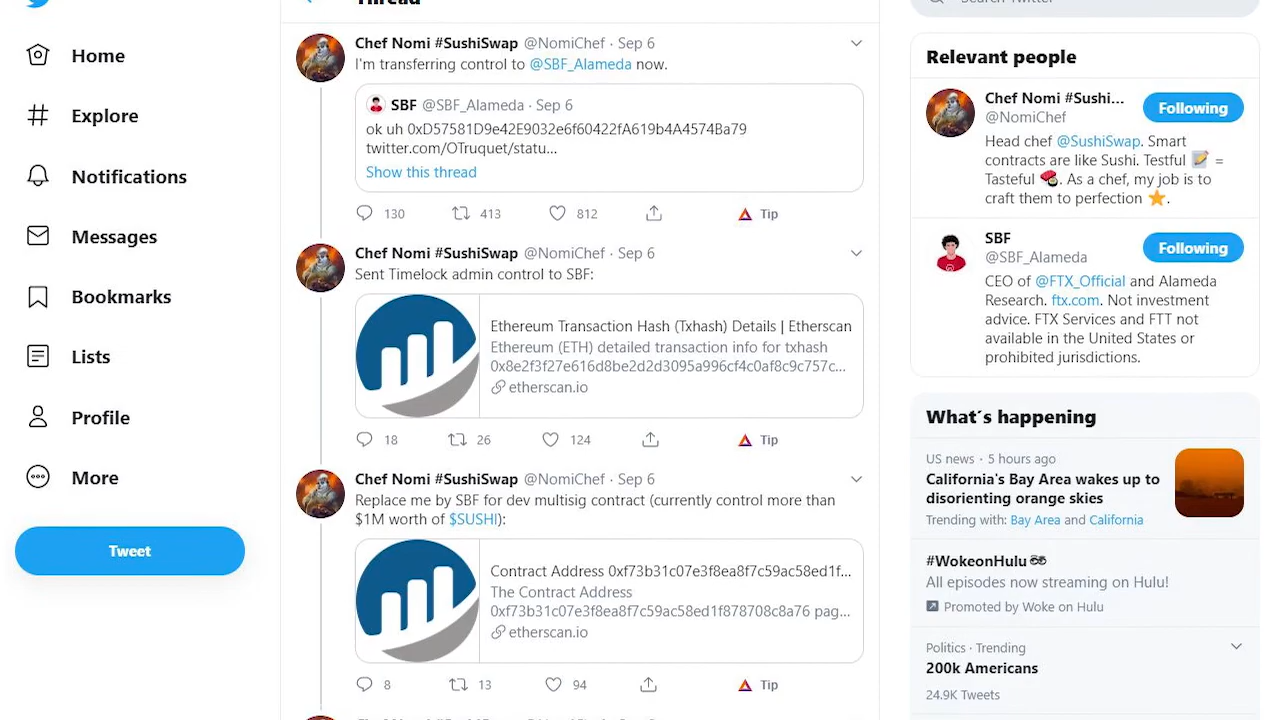 Thread
Search Twitter
Home
Explore
Notifications
Messages
Bookmarks
Lists
Profile
More
Tweet
Chef Nomi #SushiSwap @NomiChef · Sep 6
I'm transferring control to @SBF_Alameda now.
SBF @SBF_Alameda · Sep 6
ok uh 0xD57581D9e42E9032e6f60422fA619b4A4574Ba79
twitter.com/OTruquet/statu...
Show this thread
130 413 812 Tip
Chef Nomi #SushiSwap @NomiChef · Sep 6
Sent Timelock admin control to SBF:
Ethereum Transaction Hash (Txhash) Details | Etherscan
Ethereum (ETH) detailed transaction info for txhash
0x8e2f3f27e616d8be2d2d3095a996cf4c0af8c9c757c...
etherscan.io
18 26 124 Tip
Chef Nomi #SushiSwap @NomiChef · Sep 6
Replace me by SBF for dev multisig contract (currently control more than
$1M worth of $SUSHI):
Contract Address 0xf73b31c07e3f8ea8f7c59ac58ed1f...
The Contract Address
0xf73b31c07e3f8ea8f7c59ac58ed1f878708c8a76 pag...
etherscan.io
8 13 94 Tip
Relevant people
Chef Nomi #Sushi...
@NomiChef
Following
Head chef @SushiSwap. Smart
contracts are like Sushi. Testful 📝 =
Tasteful 🍣. As a chef, my job is to
craft them to perfection ⭐.
SBF
@SBF_Alameda
Following
CEO of @FTX_Official and Alameda
Research. ftx.com. Not investment
advice. FTX Services and FTT not
available in the United States or
prohibited jurisdictions.
What´s happening
US news · 5 hours ago
California's Bay Area wakes up to
disorienting orange skies
Trending with: Bay Area and California
#WokeonHulu
All episodes now streaming on Hulu!
Promoted by Woke on Hulu
Politics · Trending
200k Americans
24.9K Tweets